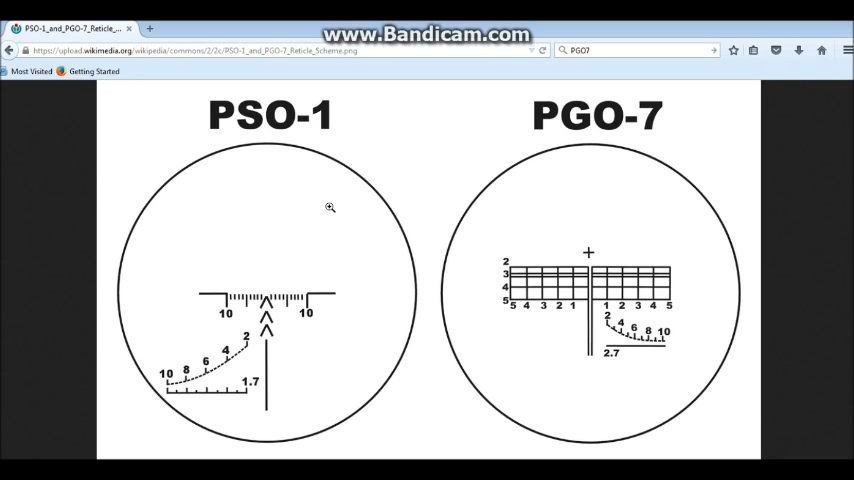 www.Bandicam.com
PSO-1_and_PGO-7_Reticle_...
https://upload.wikimedia.org/wikipedia/commons/2/2c/PSO-1_and_PGO-7_Reticle_Scheme.png
PGO7
Most Visited
Getting Started
PSO-1
10 10
2
4
6
8
10
1.7
PGO-7
2
3
4
5
5 4 3 2 1 1 2 3 4 5
2 4 6 8 10
2.7